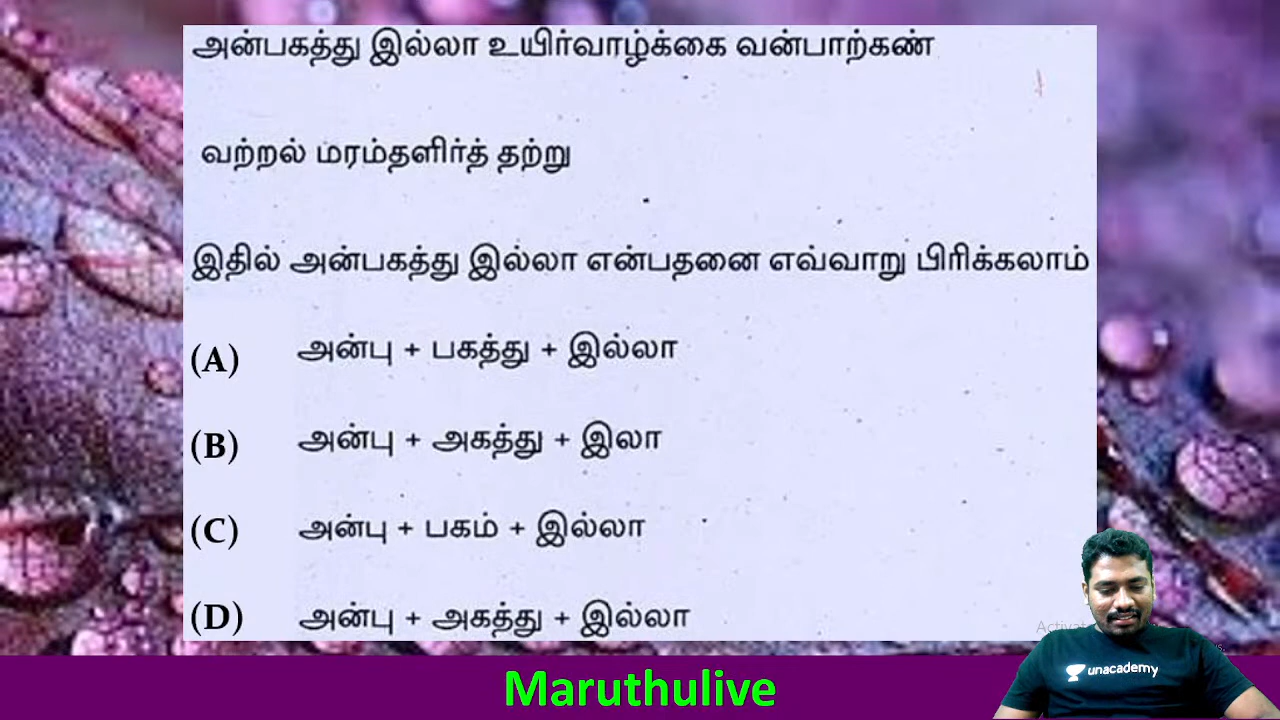 அன்பகத்து இல்லா உயிர்வாழ்க்கை வன்பாற்கண்
வற்றல் மரம்தளிர்த் தற்று
இதில் அன்பகத்து இல்லா என்பதனை எவ்வாறு பிரிக்கலாம்
(A) அன்பு + பகத்து + இல்லா
(B) அன்பு + அகத்து + இலா
(C) அன்பு + பகம் + இல்லா
(D) அன்பு + அகத்து + இல்லா
unacademy
Maruthulive